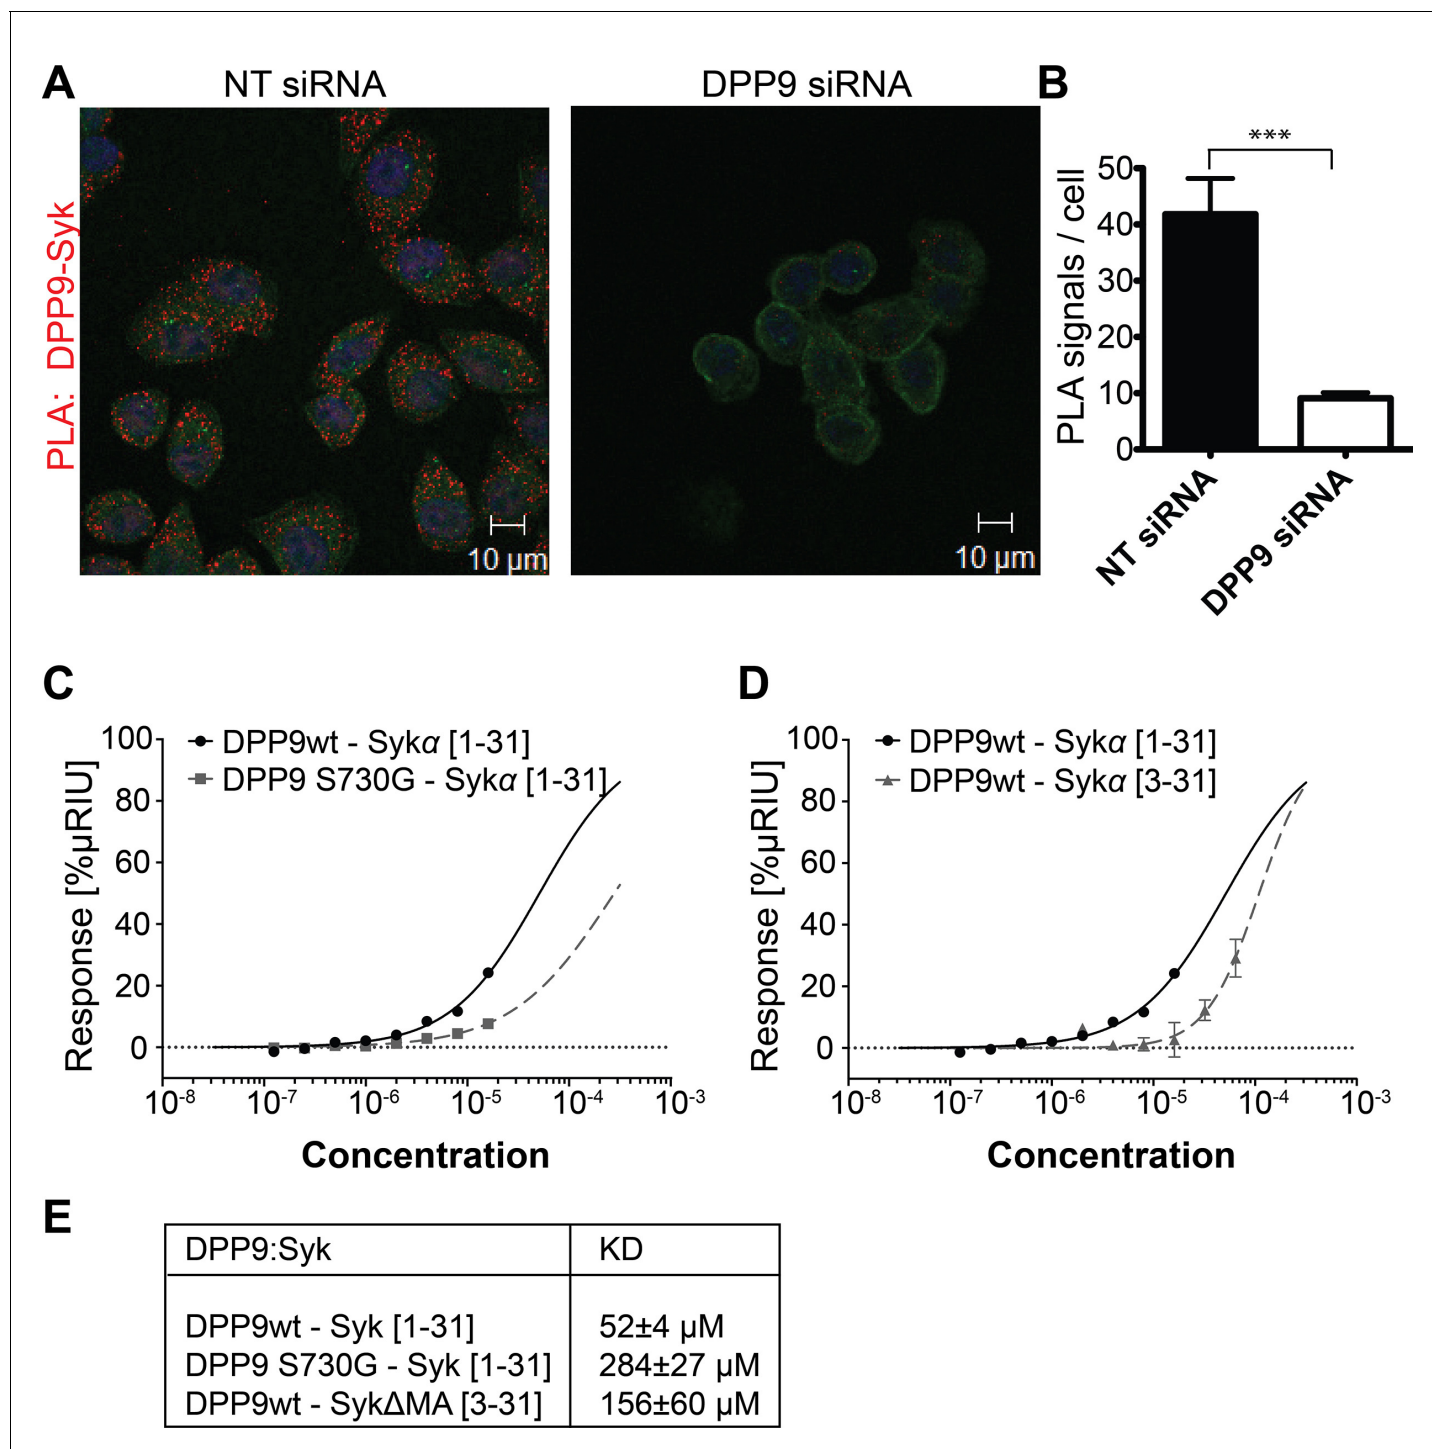 A
NT siRNA
DPP9 siRNA
PLA: DPP9-Syk
10 µm
10 µm
B
***
PLA signals / cell
50
40
30
20
10
0
NT siRNA
DPP9 siRNA
C
DPP9wt - Sykα [1-31]
DPP9 S730G - Sykα [1-31]
Response [%µRIU]
100
80
60
40
20
0
10⁻⁸ 10⁻⁷ 10⁻⁶ 10⁻⁵ 10⁻⁴ 10⁻³
Concentration
D
DPP9wt - Sykα [1-31]
DPP9wt - Sykα [3-31]
Response [%µRIU]
100
80
60
40
20
0
10⁻⁸ 10⁻⁷ 10⁻⁶ 10⁻⁵ 10⁻⁴ 10⁻³
Concentration
E
DPP9:Syk KD
DPP9wt - Syk [1-31] 52±4 µM
DPP9 S730G - Syk [1-31] 284±27 µM
DPP9wt - SykΔMA [3-31] 156±60 µM